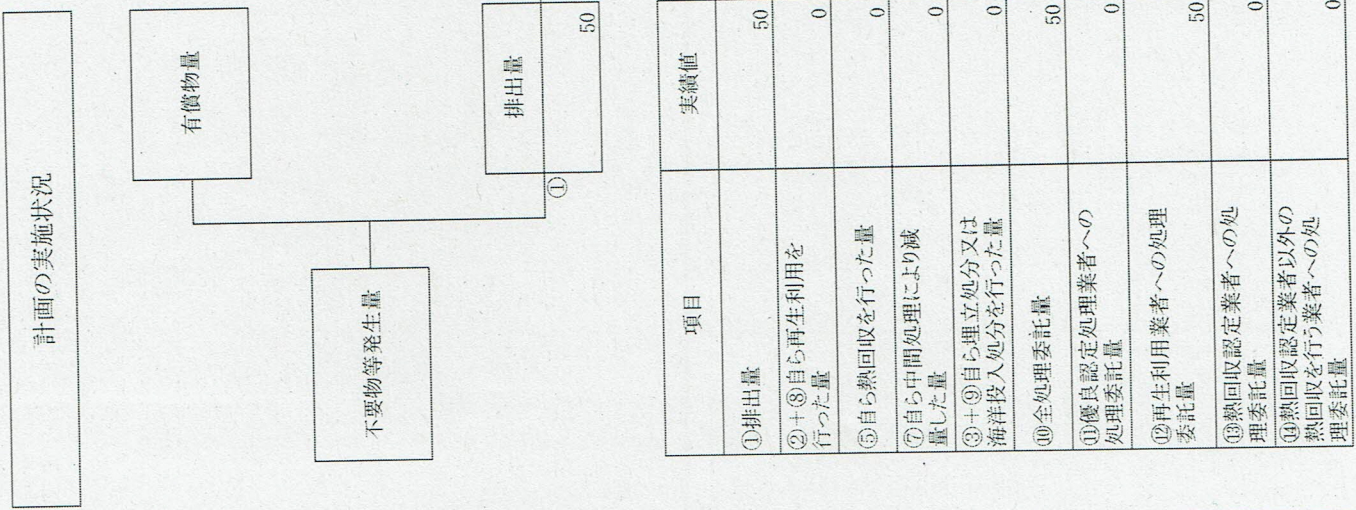 計画の実施状況
有償物量
不要物等発生量
排出量
①
50
項目
実績値
①排出量
50
②+⑧自ら再生利用を
行った量
0
⑤自ら熱回収を行った量
0
⑦自ら中間処理により減
量した量
0
③+⑨自ら埋立処分又は
海洋投入処分を行った量
0
⑩全処理委託量
50
⑪優良認定処理業者への
処理委託量
0
⑫再生利用業者への処理
委託量
50
⑬熱回収認定業者への処
理委託量
0
⑭熱回収認定業者以外の
熱回収を行う業者への処
理委託量
0